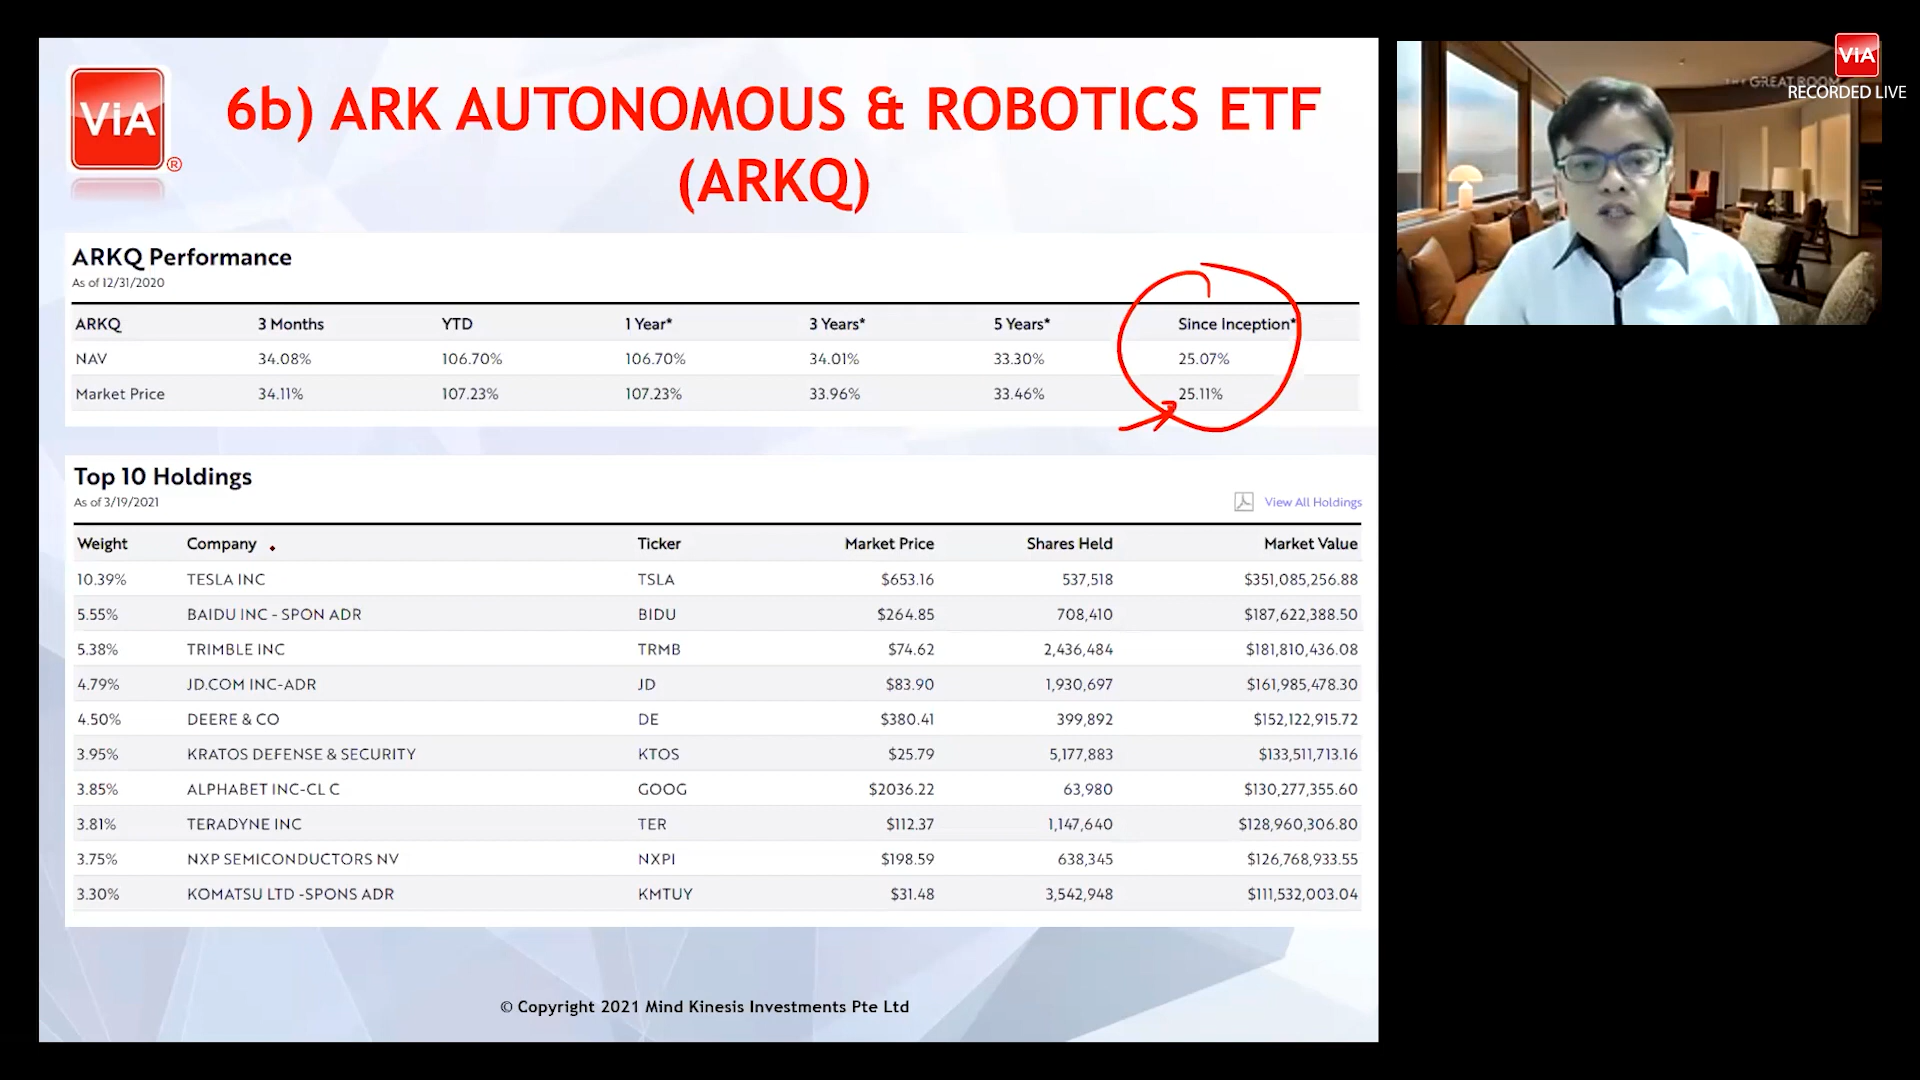 ViA
®
6b) ARK AUTONOMOUS & ROBOTICS ETF
(ARKQ)
ARKQ Performance
As of 12/31/2020
ARKQ 3 Months YTD 1 Year* 3 Years* 5 Years* Since Inception*
NAV 34.08% 106.70% 106.70% 34.01% 33.30% 25.07%
Market Price 34.11% 107.23% 107.23% 33.96% 33.46% 25.11%
Top 10 Holdings
As of 3/19/2021
View All Holdings
Weight Company Ticker Market Price Shares Held Market Value
10.39% TESLA INC TSLA $653.16 537,518 $351,085,256.88
5.55% BAIDU INC - SPON ADR BIDU $264.85 708,410 $187,622,388.50
5.38% TRIMBLE INC TRMB $74.62 2,436,484 $181,810,436.08
4.79% JD.COM INC-ADR JD $83.90 1,930,697 $161,985,478.30
4.50% DEERE & CO DE $380.41 399,892 $152,122,915.72
3.95% KRATOS DEFENSE & SECURITY KTOS $25.79 5,177,883 $133,511,713.16
3.85% ALPHABET INC-CL C GOOG $2036.22 63,980 $130,277,355.60
3.81% TERADYNE INC TER $112.37 1,147,640 $128,960,306.80
3.75% NXP SEMICONDUCTORS NV NXPI $198.59 638,345 $126,768,933.55
3.30% KOMATSU LTD -SPONS ADR KMTUY $31.48 3,542,948 $111,532,003.04
© Copyright 2021 Mind Kinesis Investments Pte Ltd
ViA
GREAT ROOM
RECORDED LIVE